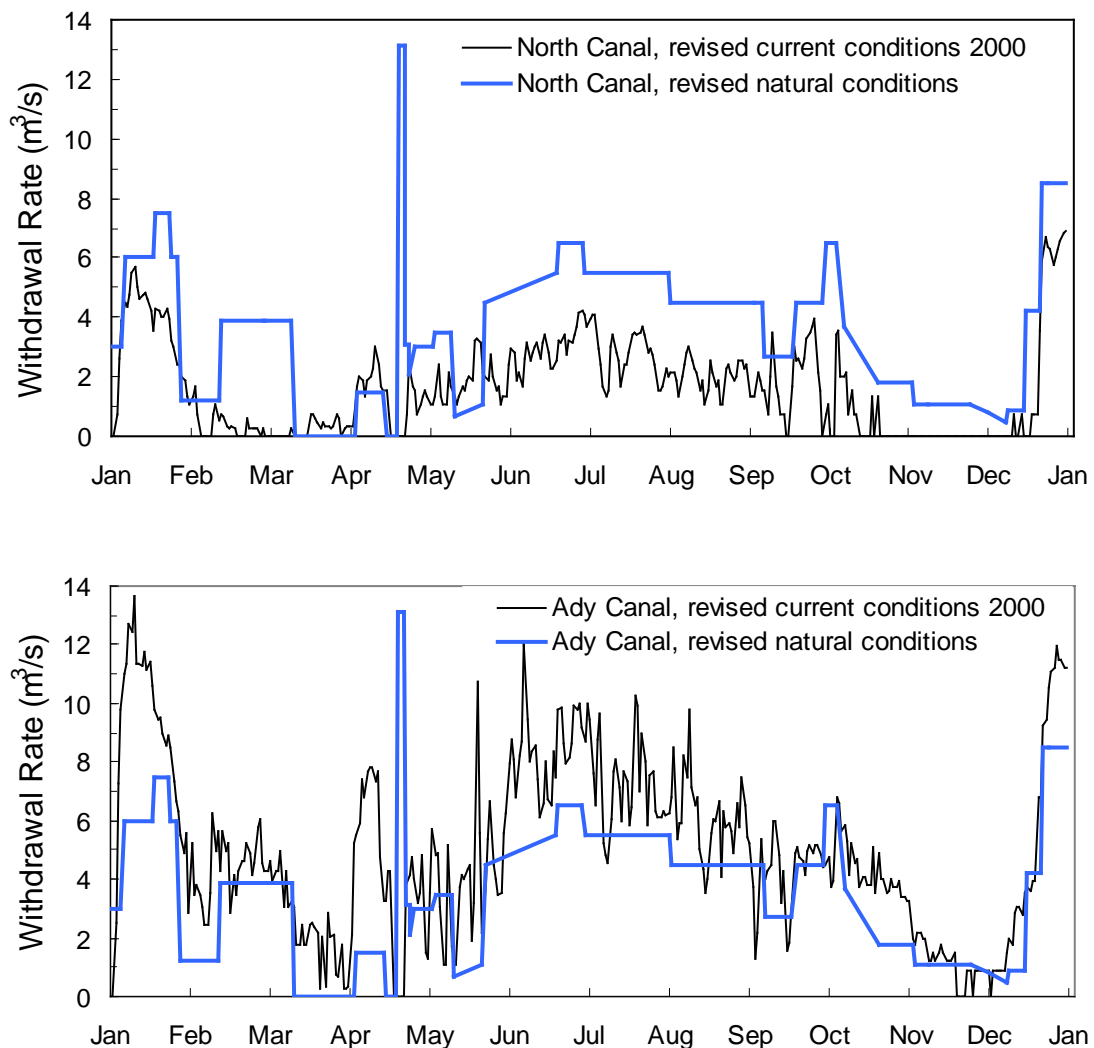 14
North Canal, revised current conditions 2000
12
North Canal, revised natural conditions
10
8
6
4
2
0
Withdrawal Rate (m³/s)
Jan Feb Mar Apr May Jun Jul Aug Sep Oct Nov Dec Jan
14
Ady Canal, revised current conditions 2000
12
Ady Canal, revised natural conditions
10
8
6
4
2
0
Withdrawal Rate (m³/s)
Jan Feb Mar Apr May Jun Jul Aug Sep Oct Nov Dec Jan